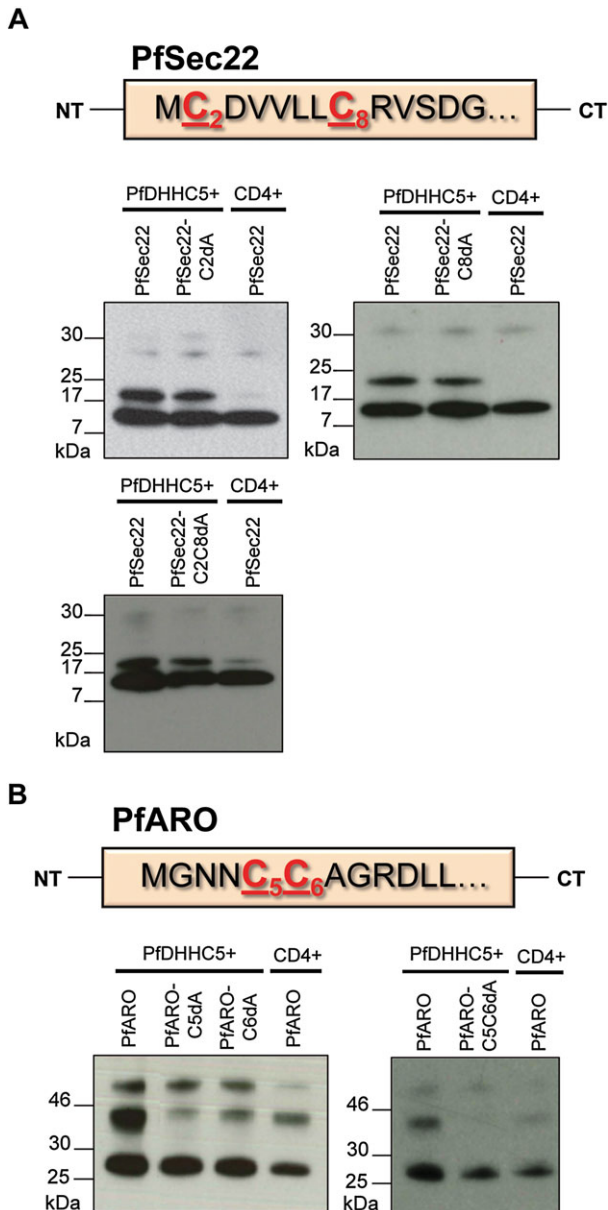 A
PfSec22
NT MC2DVVLLC8RVSDG... CT
PfDHHC5+ CD4+
PfSec22 PfSec22-C2dA PfSec22
30
25
17
7
kDa
PfDHHC5+ CD4+
PfSec22 PfSec22-C8dA PfSec22
30
25
17
7
kDa
PfDHHC5+ CD4+
PfSec22 PfSec22-C2C8dA PfSec22
30
25
17
7
kDa
B
PfARO
NT MGNNC5C6AGRDLL... CT
PfDHHC5+ CD4+
PfARO PfARO-C5dA PfARO-C6dA PfARO
46
30
25
kDa
PfDHHC5+ CD4+
PfARO PfARO-C5C6dA PfARO
46
30
25
kDa